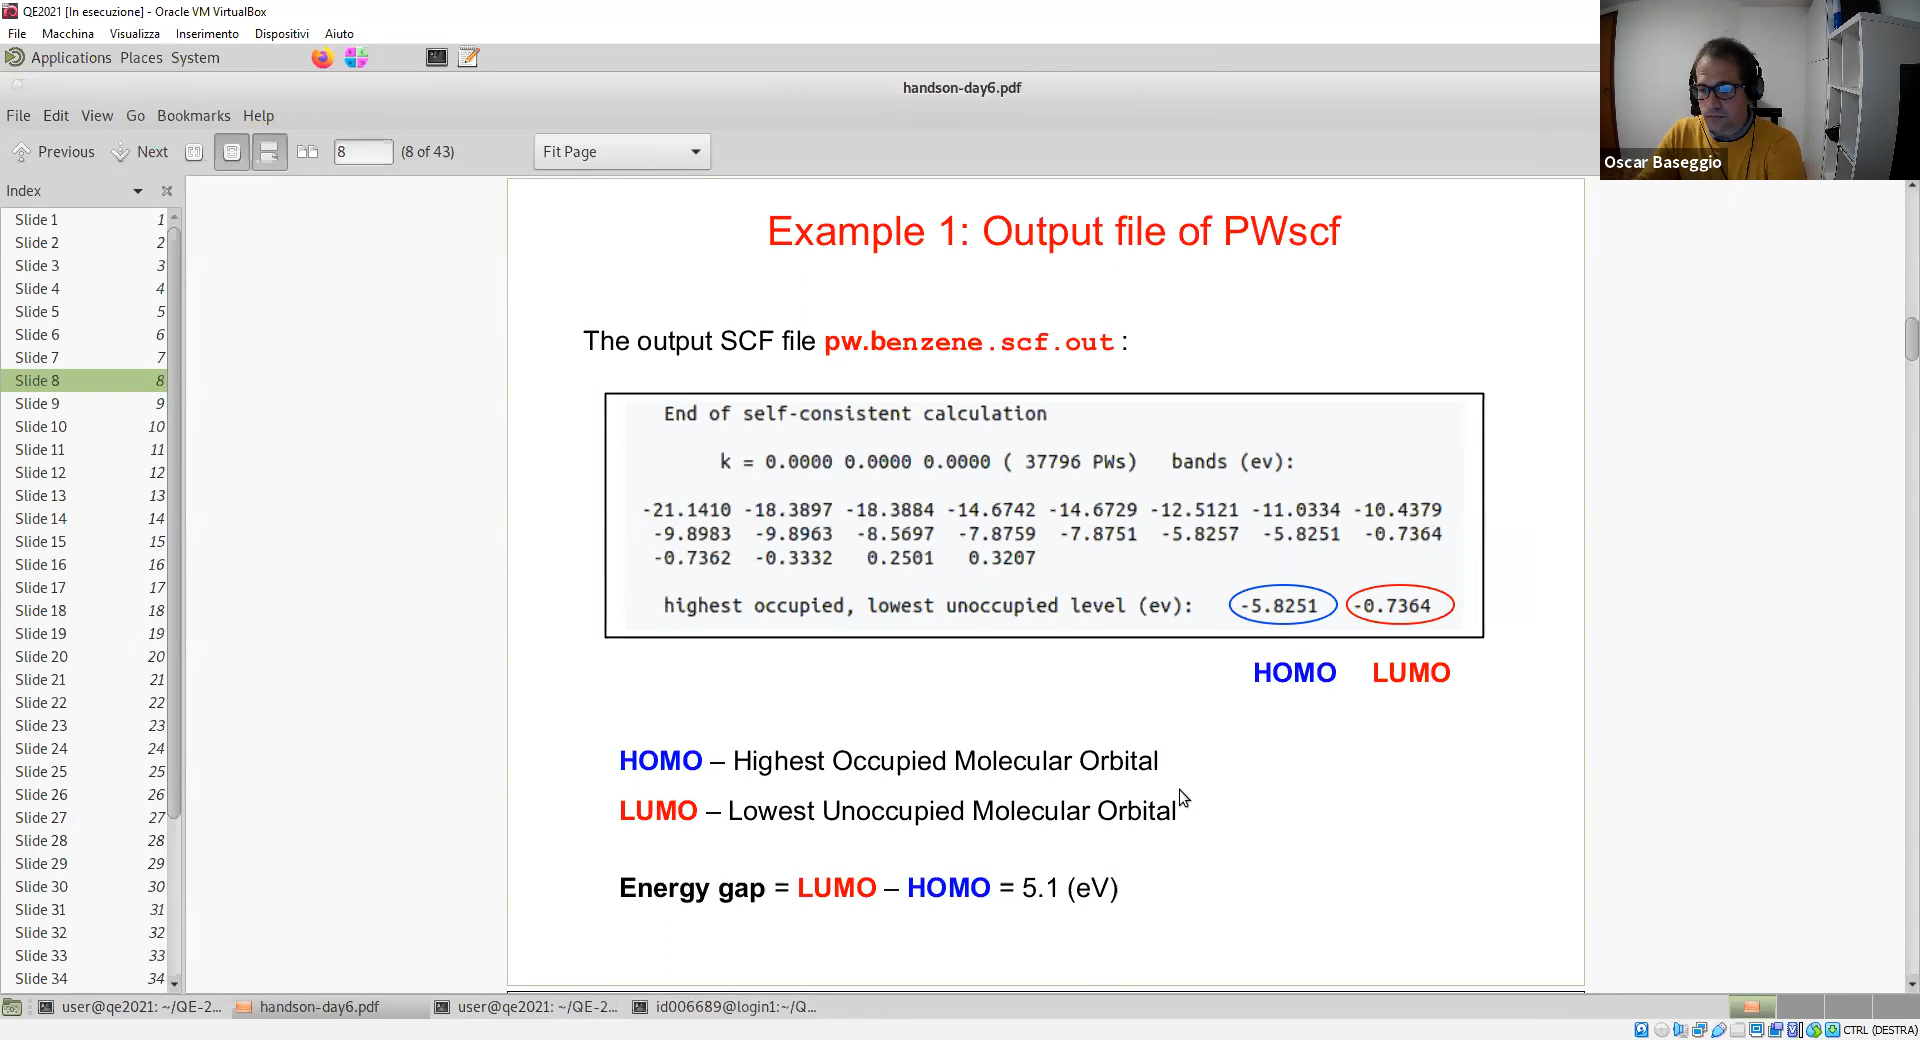 QE2021 [In esecuzione] - Oracle VM VirtualBox
File Macchina Visualizza Inserimento Dispositivi Aiuto
Applications Places System
handson-day6.pdf
File Edit View Go Bookmarks Help
Previous Next 8 (8 of 43) Fit Page
Oscar Baseggio
Index
Slide 1 1
Slide 2 2
Slide 3 3
Slide 4 4
Slide 5 5
Slide 6 6
Slide 7 7
Slide 8 8
Slide 9 9
Slide 10 10
Slide 11 11
Slide 12 12
Slide 13 13
Slide 14 14
Slide 15 15
Slide 16 16
Slide 17 17
Slide 18 18
Slide 19 19
Slide 20 20
Slide 21 21
Slide 22 22
Slide 23 23
Slide 24 24
Slide 25 25
Slide 26 26
Slide 27 27
Slide 28 28
Slide 29 29
Slide 30 30
Slide 31 31
Slide 32 32
Slide 33 33
Slide 34 34
Example 1: Output file of PWscf
The output SCF file pw.benzene.scf.out :
End of self-consistent calculation
k = 0.0000 0.0000 0.0000 ( 37796 PWs) bands (ev):
-21.1410 -18.3897 -18.3884 -14.6742 -14.6729 -12.5121 -11.0334 -10.4379
-9.8983 -9.8963 -8.5697 -7.8759 -7.8751 -5.8257 -5.8251 -0.7364
-0.7362 -0.3332 0.2501 0.3207
highest occupied, lowest unoccupied level (ev): -5.8251 -0.7364
HOMO LUMO
HOMO – Highest Occupied Molecular Orbital
LUMO – Lowest Unoccupied Molecular Orbital
Energy gap = LUMO – HOMO = 5.1 (eV)
user@qe2021: ~/QE-2... handson-day6.pdf user@qe2021: ~/QE-2... id006689@login1:~/Q...
CTRL (DESTRA)